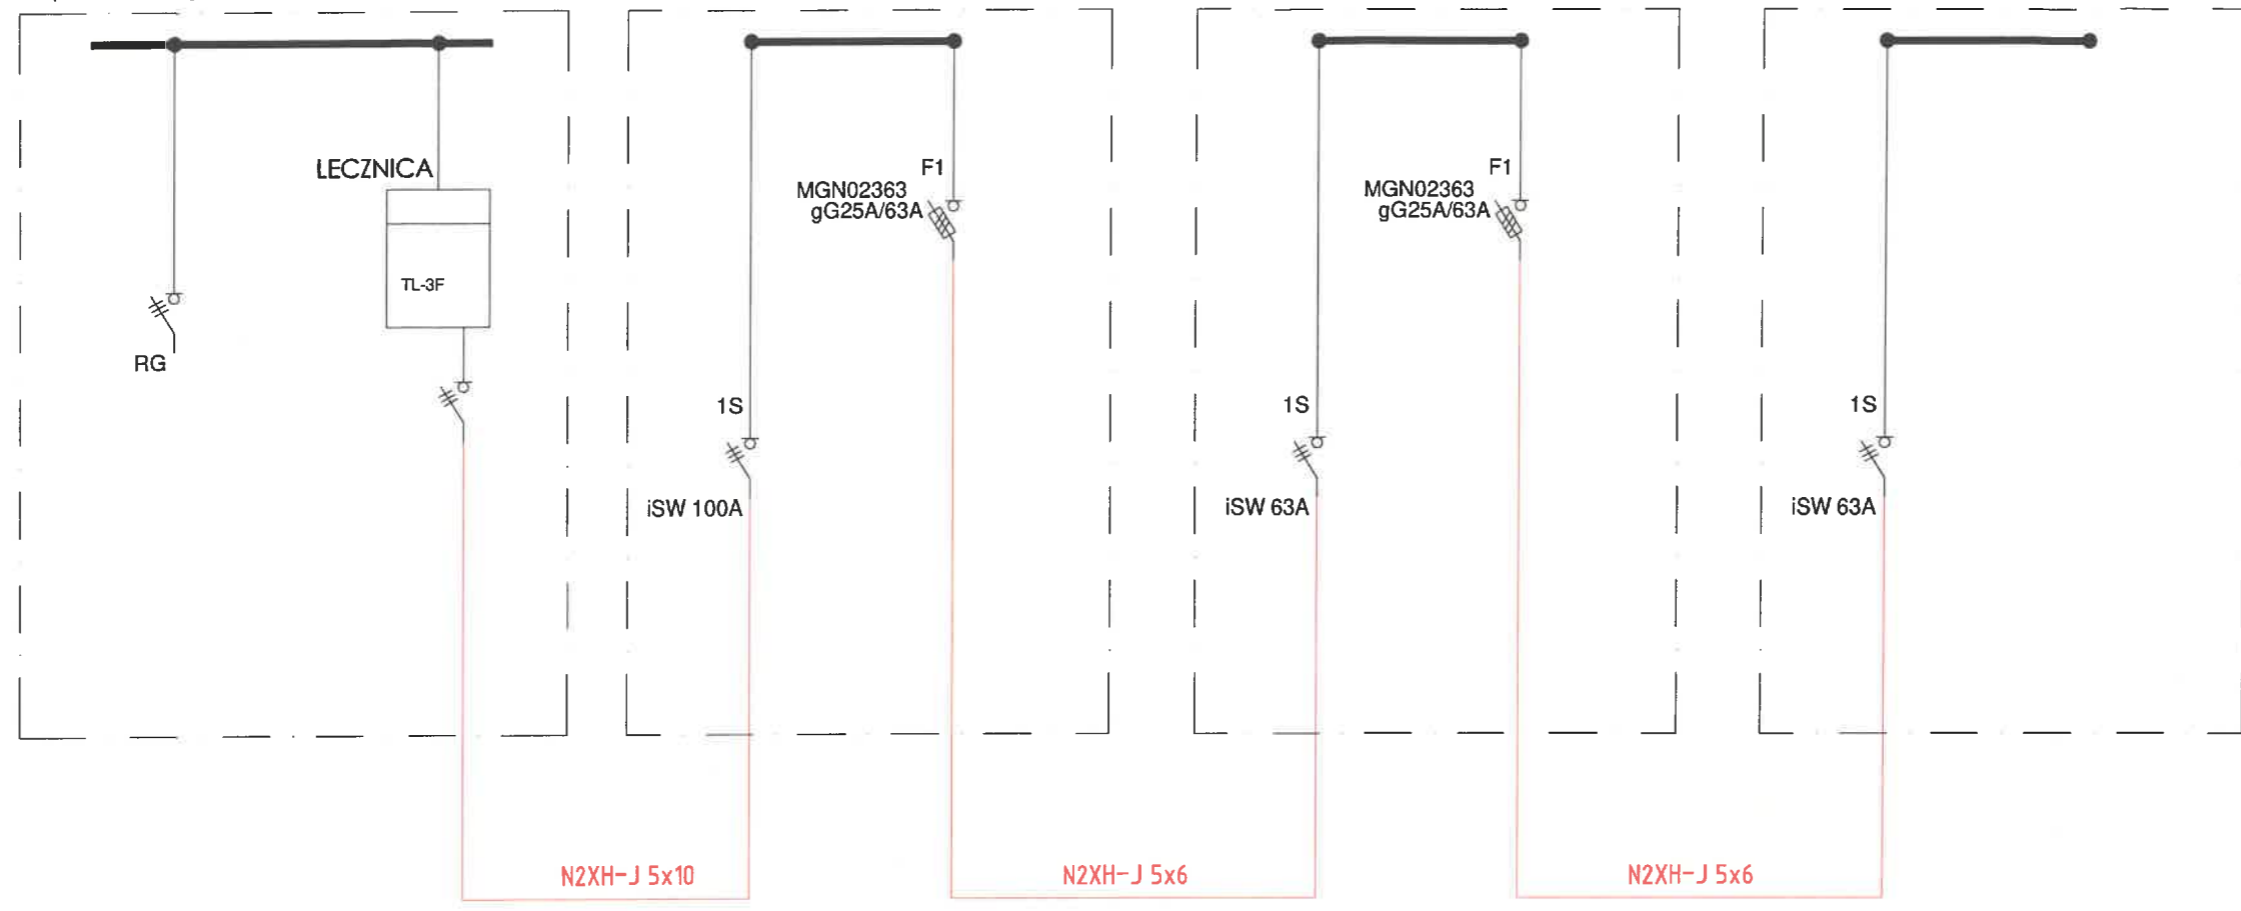 LECZNICA
TL-3F
RG
F1
MGN02363
gG25A/63A
1S
iSW 100A
F1
MGN02363
gG25A/63A
1S
iSW 63A
1S
iSW 63A
N2XH-J 5x10
N2XH-J 5x6
N2XH-J 5x6